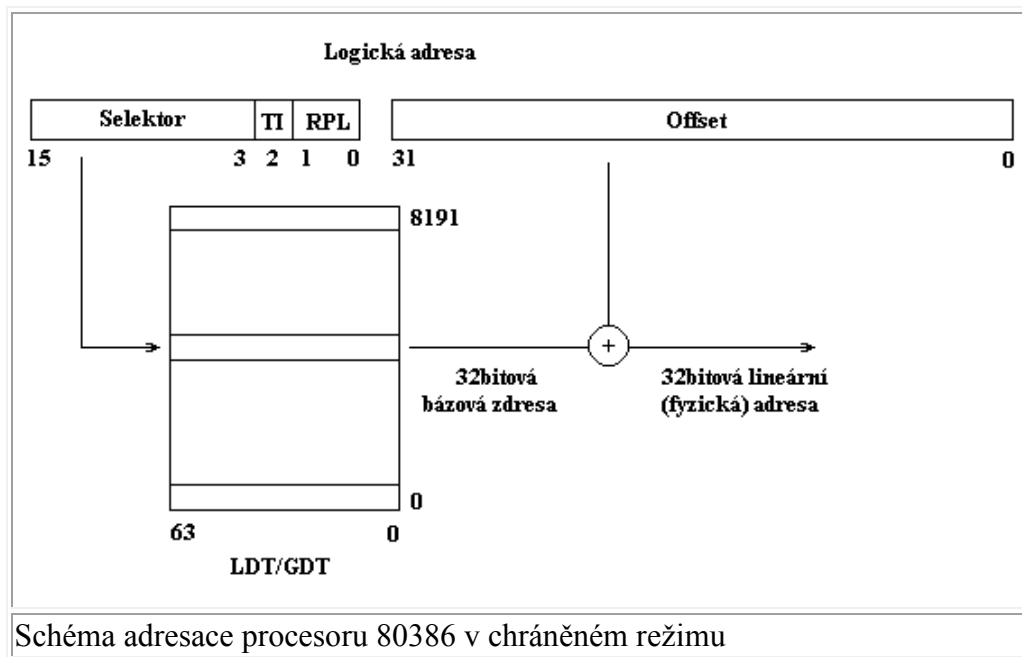 Logická adresa
Selektor TI RPL Offset
15 3 2 1 0 31 0
8191
32bitová
bázová zdresa
32bitová lineární
(fyzická) adresa
0
63 0
LDT/GDT
Schéma adresace procesoru 80386 v chráněném režimu